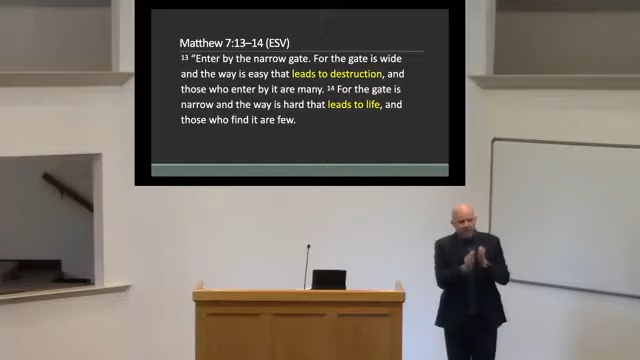 Matthew 7:13–14 (ESV)
13 “Enter by the narrow gate. For the gate is wide
and the way is easy that leads to destruction, and
those who enter by it are many. 14 For the gate is
narrow and the way is hard that leads to life, and
those who find it are few.